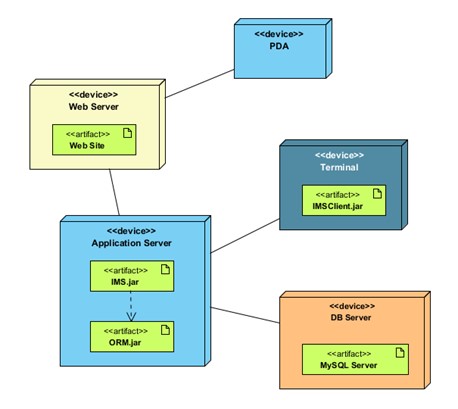 <<device>>
PDA
<<device>>
Web Server
<<artifact>>
Web Site
<<device>>
Terminal
<<artifact>>
IMSClient.jar
<<device>>
Application Server
<<artifact>>
IMS.jar
<<artifact>>
ORM.jar
<<device>>
DB Server
<<artifact>>
MySQL Server